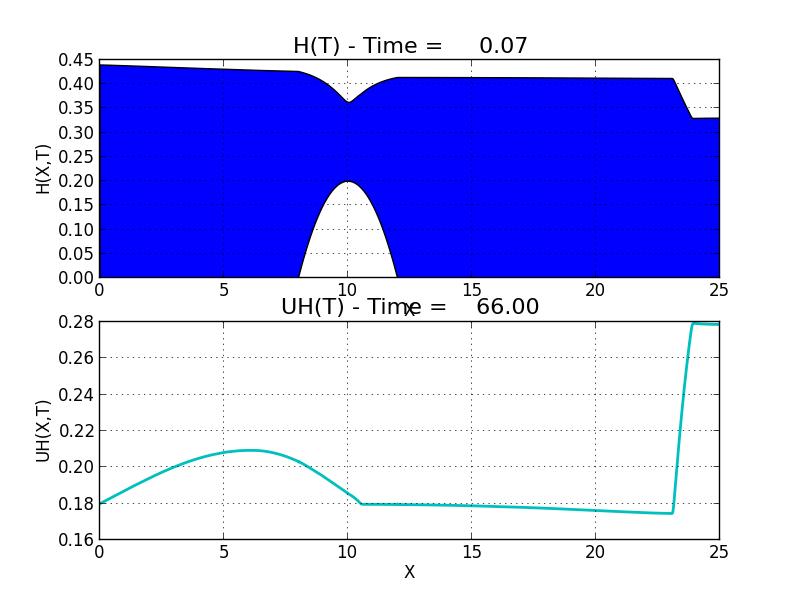 H(T) - Time =     0.07
0.45
0.40
0.35
0.30
0.25
0.20
0.15
0.10
0.05
0.00
H(X,T)
0 5 10 15 20 25
X
UH(T) - Time =     66.00
0.28
0.26
0.24
0.22
0.20
0.18
0.16
UH(X,T)
0 5 10 15 20 25
X